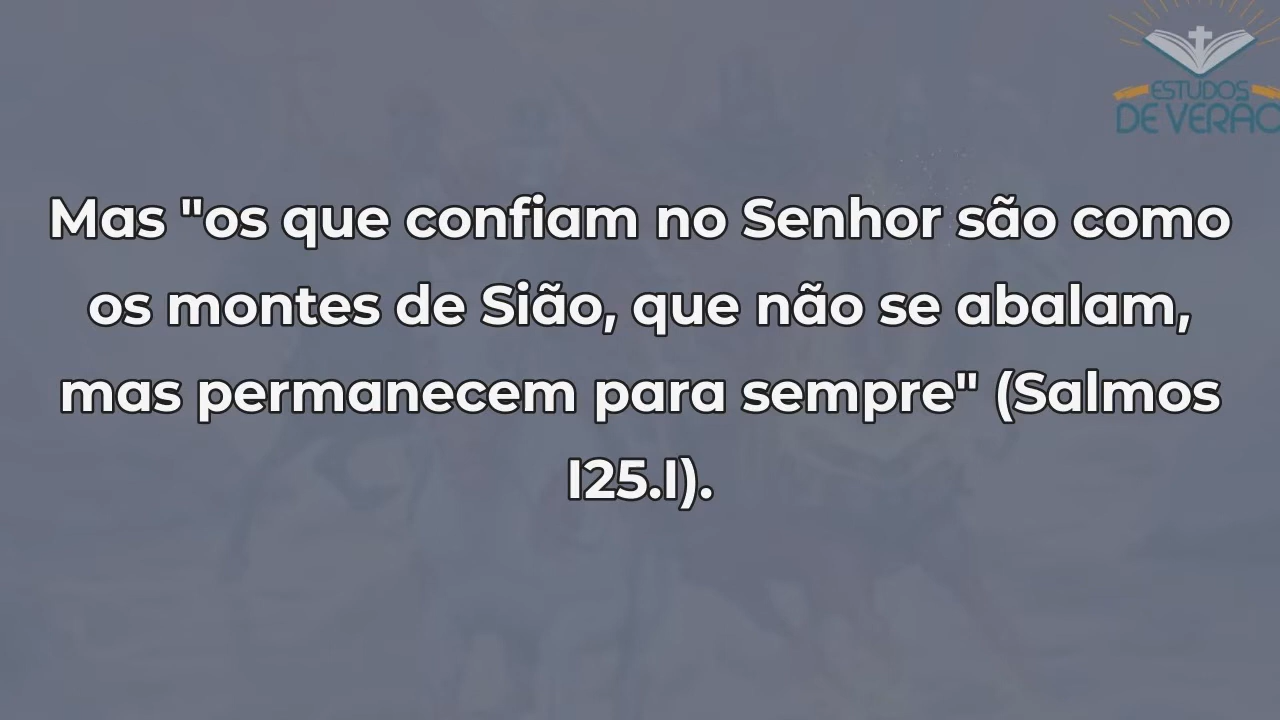 ESTUDOS
DE VERAC
Mas "os que confiam no Senhor são como
os montes de Sião, que não se abalam,
mas permanecem para sempre" (Salmos
I25.I).